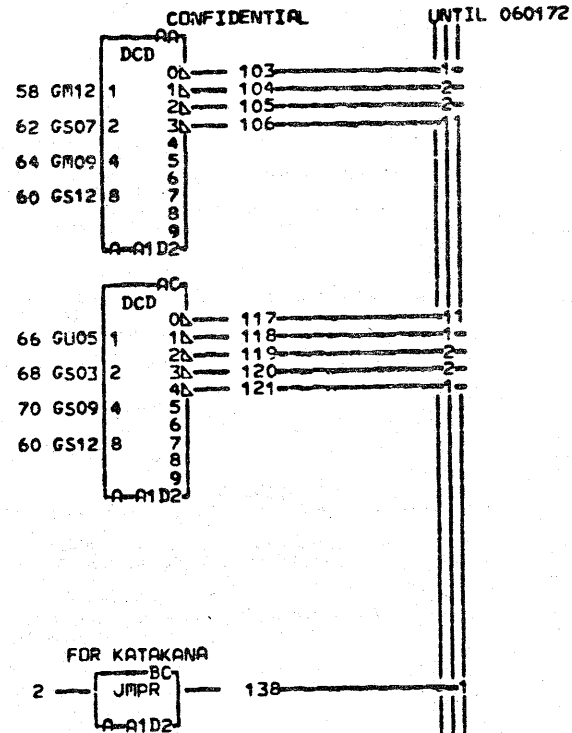 CONFIDENTIAL UNTIL 060172
AA
DCD
0 103 1
58 GM12 1 1 104 2
2 105 2
62 GS07 2 3 106 1
4
64 GM09 4 5
6
60 GS12 8 7
8
9
A-A1D2
AC
DCD
0 117 1
66 GU05 1 1 118 1
2 119 2
68 GS03 2 3 120 2
4 121 1
70 GS09 4 5
6
60 GS12 8 7
8
9
A-A1D2
FOR KATAKANA
BC
2 JMPR 138 1
A-A1D2